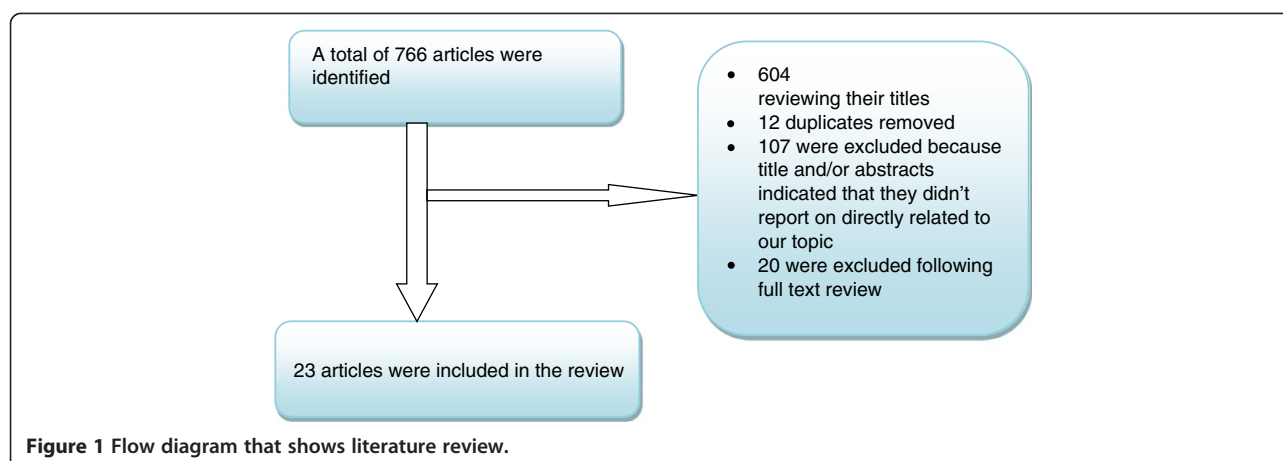 A total of 766 articles were
identified
• 604
reviewing their titles
• 12 duplicates removed
• 107 were excluded because
title and/or abstracts
indicated that they didn’t
report on directly related to
our topic
• 20 were excluded following
full text review
23 articles were included in the review
Figure 1 Flow diagram that shows literature review.